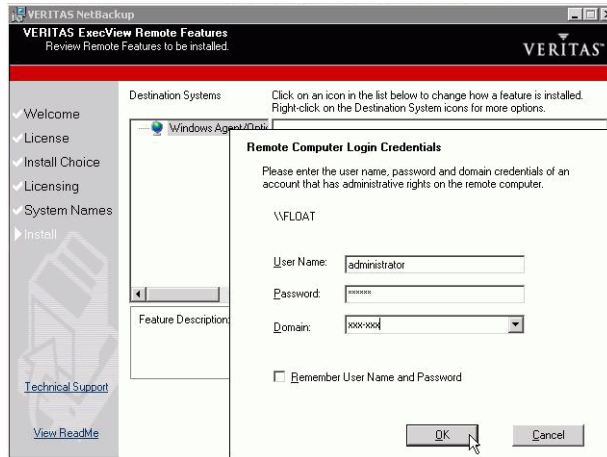 VERITAS NetBackup
VERITAS ExecView Remote Features
Review Remote Features to be installed.
VERITAS
Welcome
License
Install Choice
Licensing
System Names
Install
Technical Support
View ReadMe
Destination Systems
Click on an icon in the list below to change how a feature is installed.
Right-click on the Destination System icons for more options.
Windows Agent/Optic
Feature Description:
Remote Computer Login Credentials
Please enter the user name, password and domain credentials of an
account that has administrative rights on the remote computer.
\\FLOAT
User Name:
administrator
Password:
xxxxxx
Domain:
xxx-xxx
Remember User Name and Password
OK
Cancel